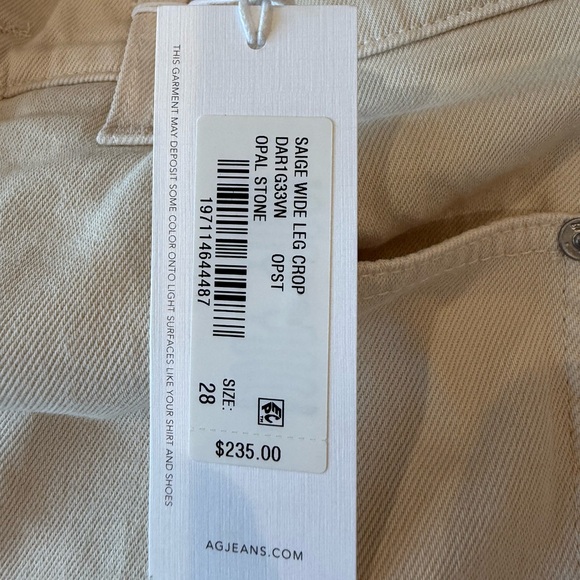 THIS GARMENT MAY DEPOSIT SOME COLOR ONTO LIGHT SURFACES LIKE YOUR SHIRT AND SHOES
SAIGE WIDE LEG CROP
DAR1G33VN OPST
OPAL STONE
197114644487
SIZE:
28
$235.00
AGJEANS.COM